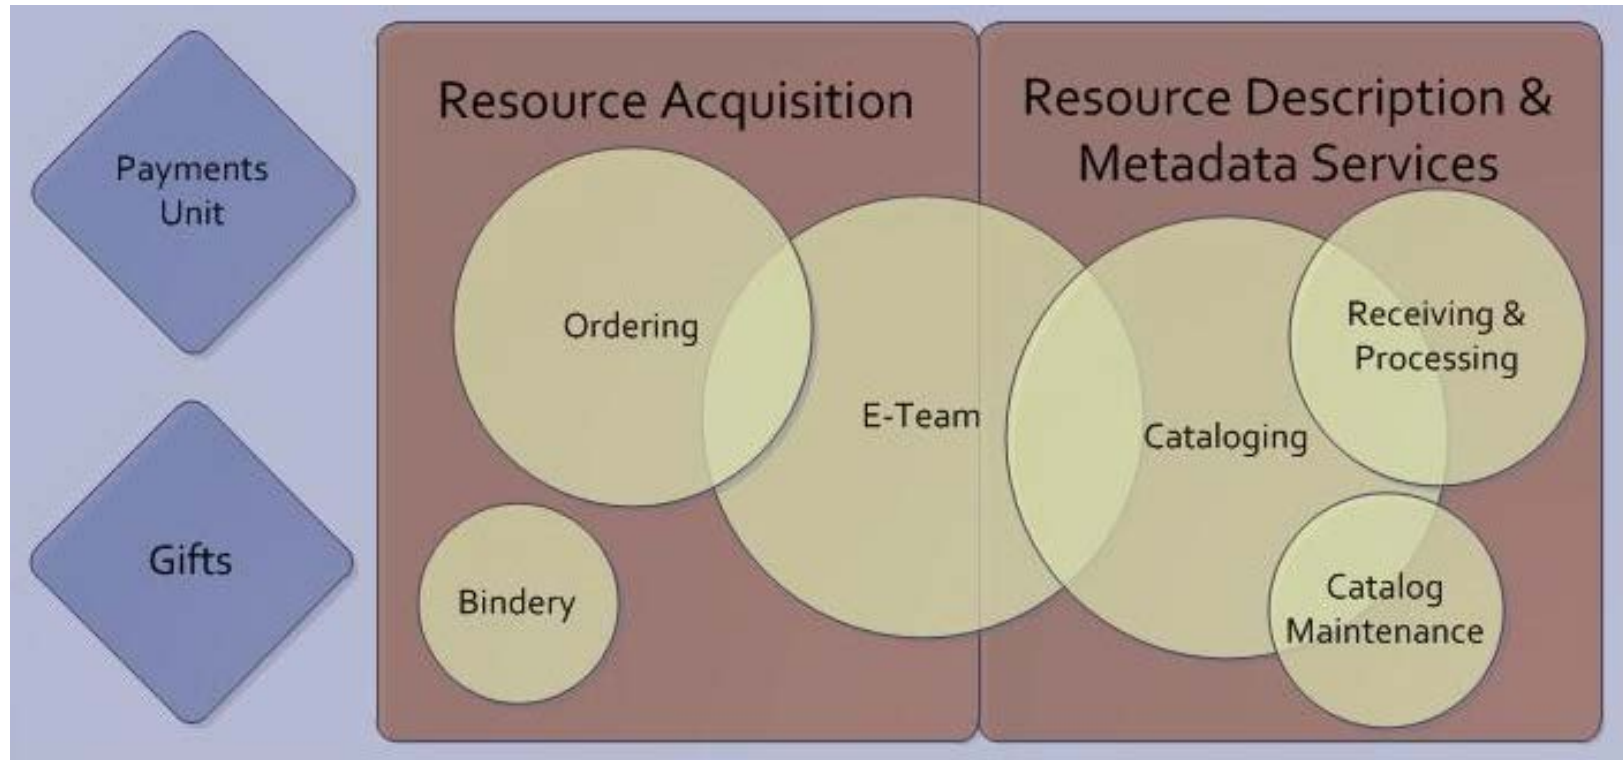 Payments
Unit
Gifts
Resource Acquisition
Ordering
E-Team
Bindery
Resource Description &
Metadata Services
Cataloging
Receiving &
Processing
Catalog
Maintenance